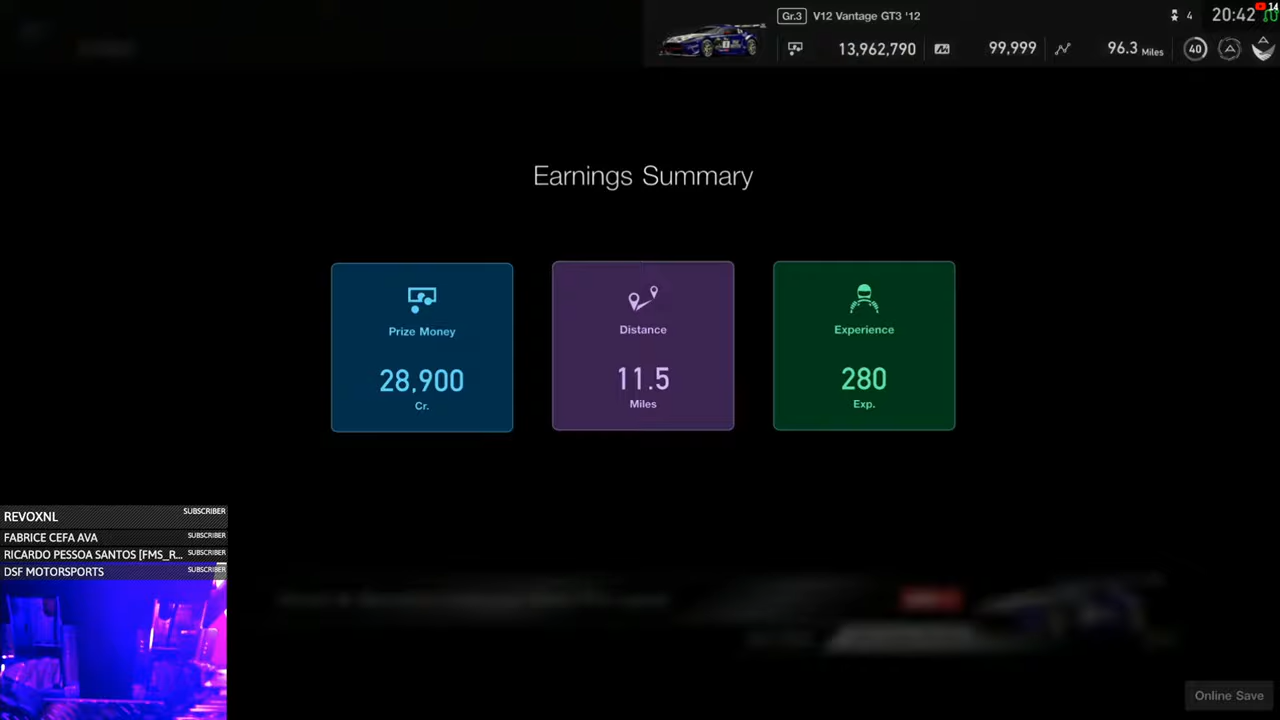 Gr.3 V12 Vantage GT3 '12
4 20:42 14
13,962,790 99,999 96.3 Miles 40
Earnings Summary
Prize Money Distance Experience
28,900 11.5 280
Cr. Miles Exp.
REVOXNL SUBSCRIBER
FABRICE CEFA AVA SUBSCRIBER
RICARDO PESSOA SANTOS [FMS_R... SUBSCRIBER
DSF MOTORSPORTS SUBSCRIBER
Online Save